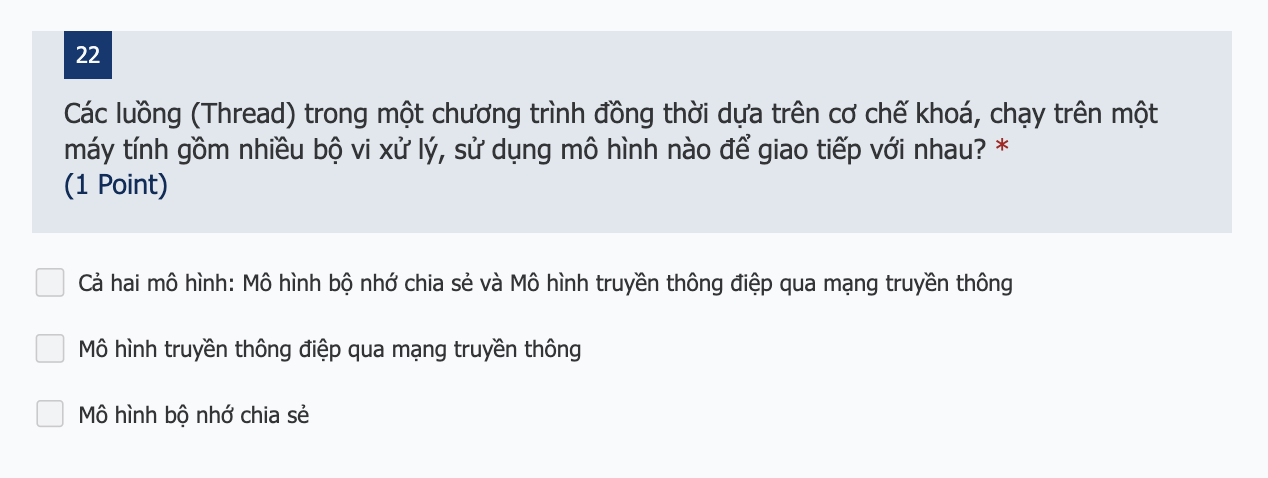 22
Các luồng (Thread) trong một chương trình đồng thời dựa trên cơ chế khoá, chạy trên một
máy tính gồm nhiều bộ vi xử lý, sử dụng mô hình nào để giao tiếp với nhau? *
(1 Point)
Cả hai mô hình: Mô hình bộ nhớ chia sẻ và Mô hình truyền thông điệp qua mạng truyền thông
Mô hình truyền thông điệp qua mạng truyền thông
Mô hình bộ nhớ chia sẻ